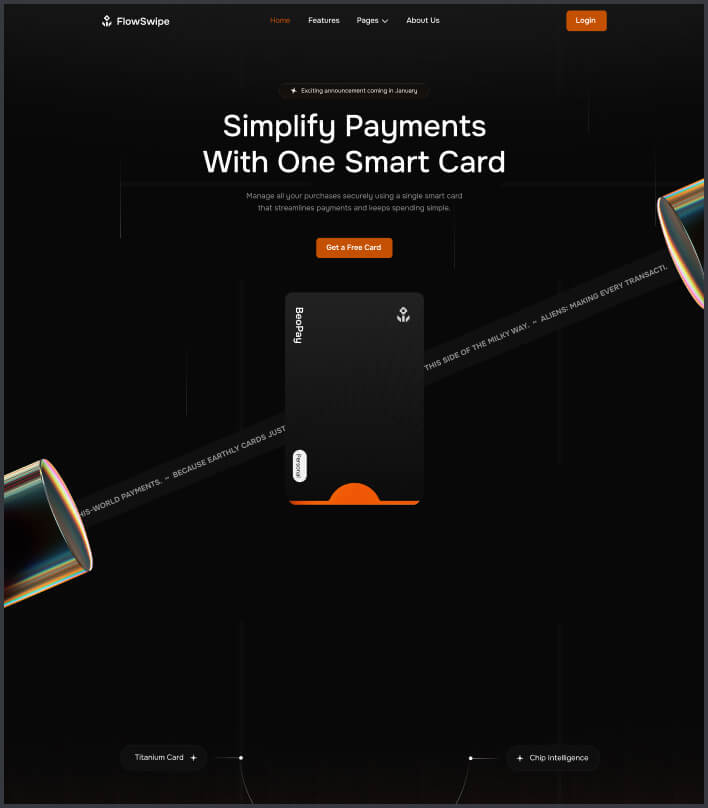 FlowSwipe
Home
Features
Pages
About Us
Login
Exciting announcement coming in January
Simplify Payments
With One Smart Card
Manage all your purchases securely using a single smart card
that streamlines payments and keeps spending simple.
Get a Free Card
BeoPay
THIS SIDE OF THE MILKY WAY. ~ ALIENS: MAKING EVERY
-WORLD PAYMENTS. ~ BECAUSE EARTHLY CARDS JUST
Personal
Titanium Card
Chip Intelligence